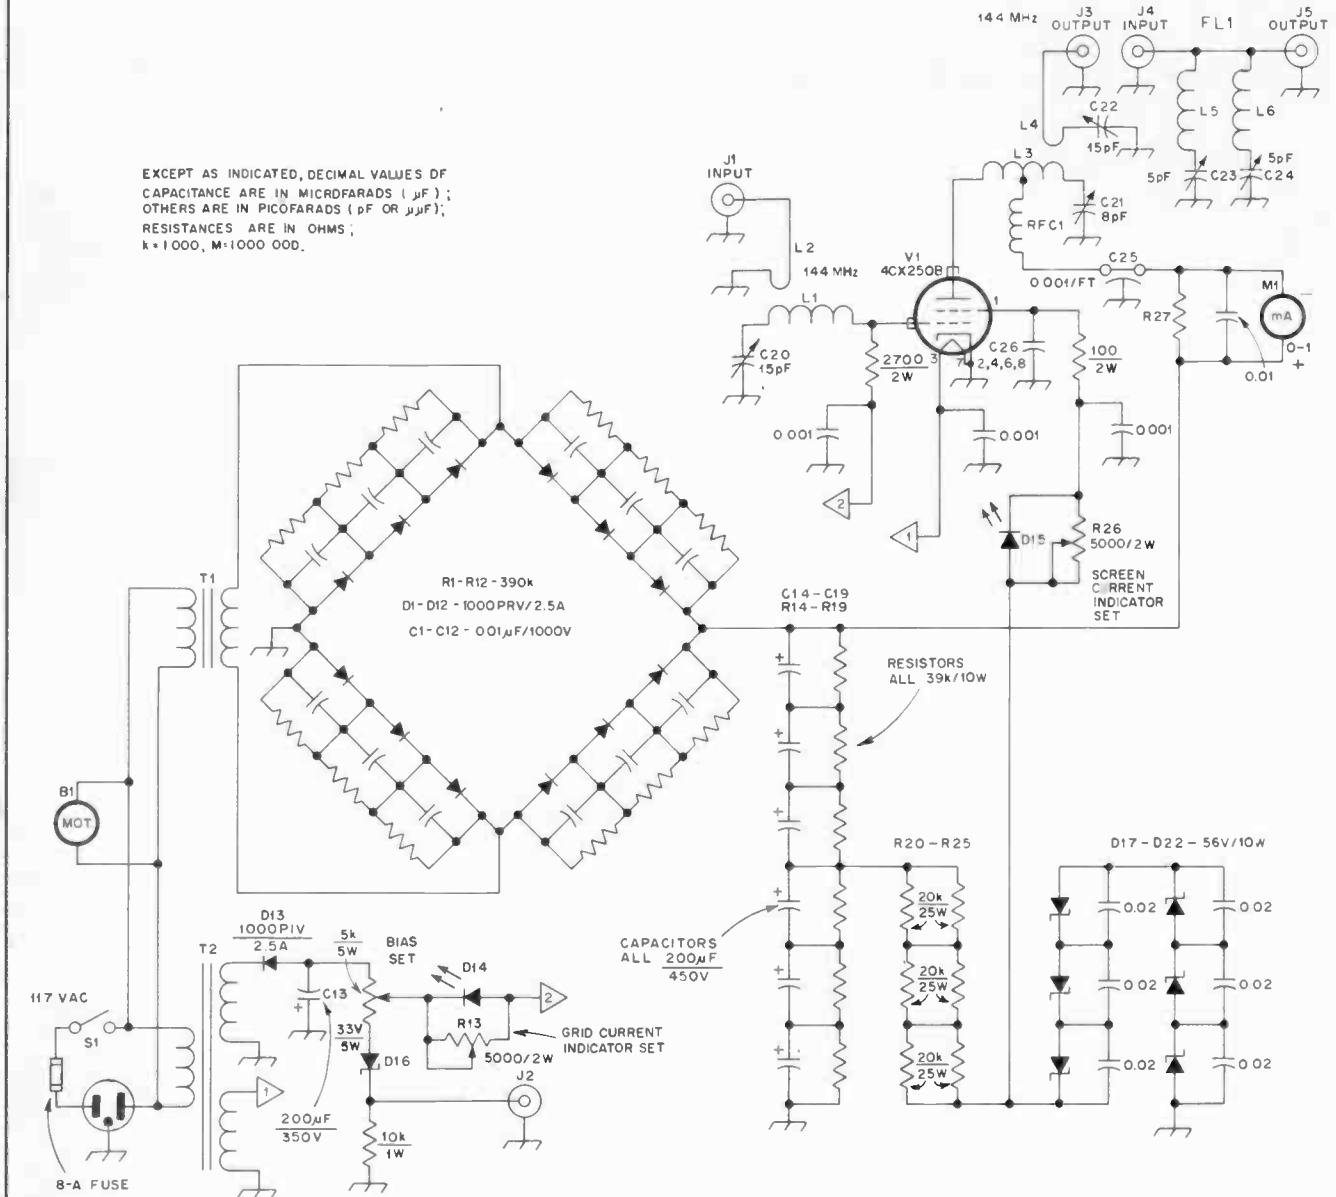 144 MHz
J3
OUTPUT
J4
INPUT
FL1
J5
OUTPUT
C22
15pF
L4
L5
L6
5pF
C23
5pF
C24
EXCEPT AS INDICATED, DECIMAL VALUES OF
CAPACITANCE ARE IN MICROFARADS ( µF ) ;
OTHERS ARE IN PICOFARADS ( pF OR µµF);
RESISTANCES ARE IN OHMS ;
k=1000, M=1000 000.
J1
INPUT
L2
144 MHz
L3
C21
8pF
RFC1
V1
4CX250B
C25
0.001/FT
L1
C20
15pF
2700
2W
1
3
2,4,6,8
C26
100
2W
R27
M1
mA
0-1
–
+
0.01
0.001
0.001
0.001
2
1
D15
R26
5000/2W
SCREEN
CURRENT
INDICATOR
SET
T1
R1-R12-390k
D1-D12-1000PRV/2.5A
C1-C12-0.01µF/1000V
C14-C19
R14-R19
RESISTORS
ALL 39k/10W
+
+
+
+
+
+
B1
MOT.
R20-R25
D17-D22-56V/10W
20k
25W
20k
25W
20k
25W
0.02
0.02
0.02
0.02
0.02
0.02
CAPACITORS
ALL 200µF
450V
D13
1000PIV
2.5A
5k
5W
BIAS
SET
T2
D14
2
C13
+
R13
5000/2W
GRID CURRENT
INDICATOR SET
33V
5W
D16
J2
117 VAC
S1
1
200µF
350V
10k
1W
8-A FUSE